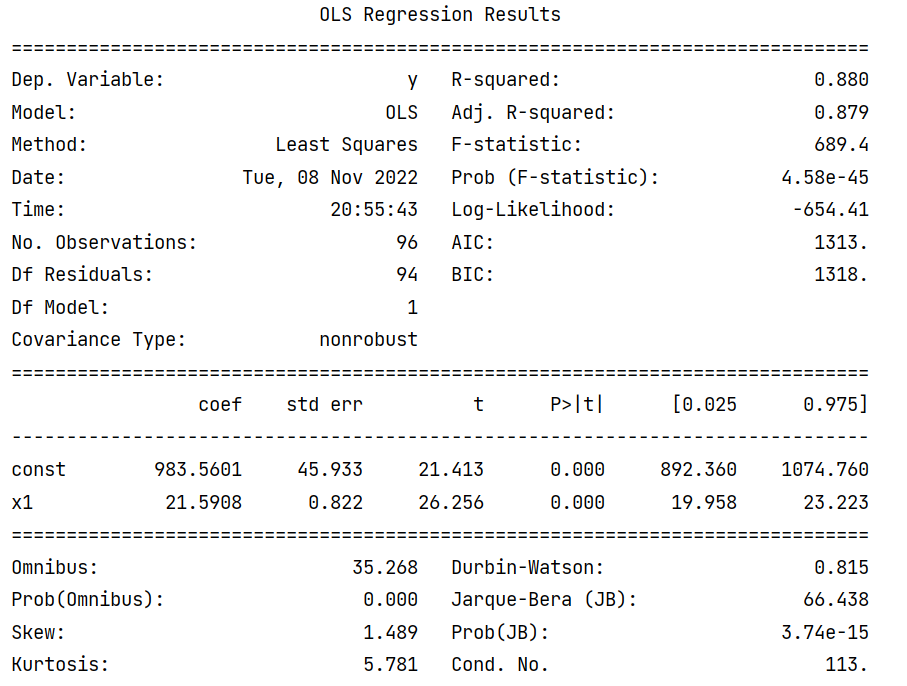 OLS Regression Results
==============================================================================
Dep. Variable:                      y   R-squared:                       0.880
Model:                            OLS   Adj. R-squared:                  0.879
Method:                 Least Squares   F-statistic:                     689.4
Date:                Tue, 08 Nov 2022   Prob (F-statistic):           4.58e-45
Time:                        20:55:43   Log-Likelihood:                -654.41
No. Observations:                  96   AIC:                             1313.
Df Residuals:                      94   BIC:                             1318.
Df Model:                           1
Covariance Type:            nonrobust
==============================================================================
                 coef    std err          t      P>|t|      [0.025      0.975]
------------------------------------------------------------------------------
const        983.5601     45.933     21.413      0.000     892.360    1074.760
x1            21.5908      0.822     26.256      0.000      19.958      23.223
==============================================================================
Omnibus:                       35.268   Durbin-Watson:                   0.815
Prob(Omnibus):                  0.000   Jarque-Bera (JB):               66.438
Skew:                           1.489   Prob(JB):                     3.74e-15
Kurtosis:                       5.781   Cond. No.                         113.